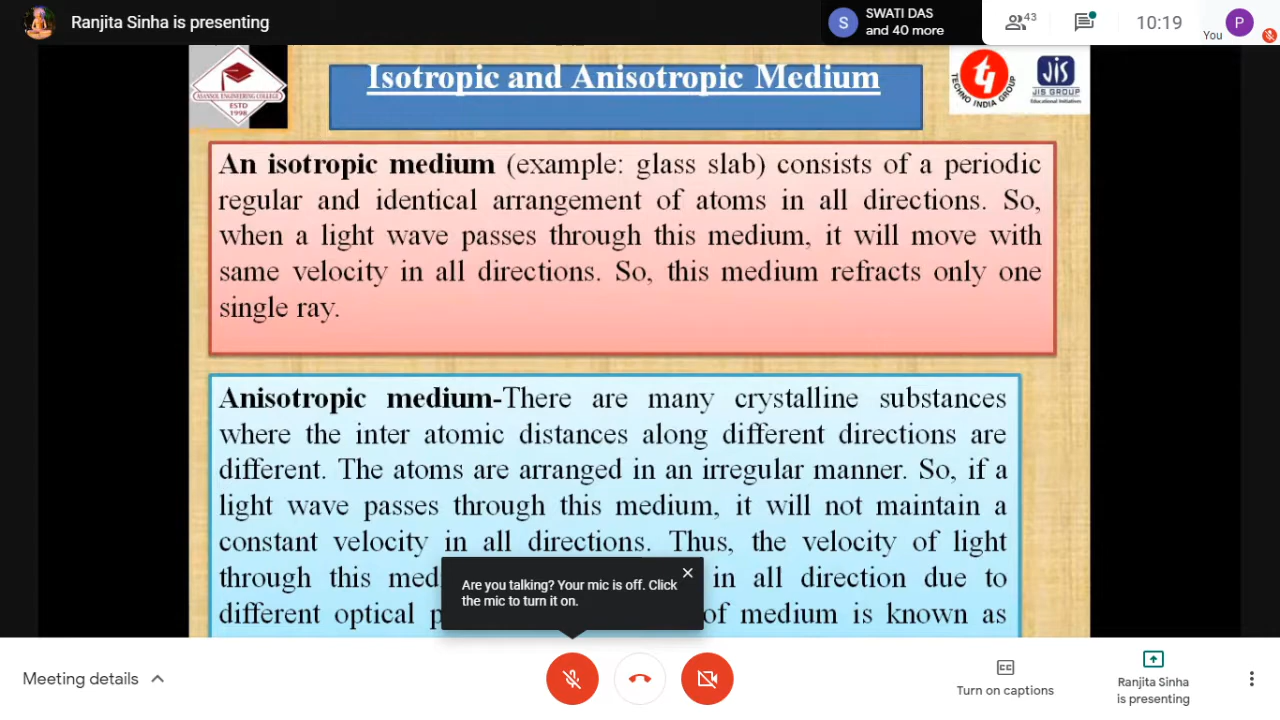 Ranjita Sinha is presenting
S
SWATI DAS
and 40 more
43
10:19
You
P
Isotropic and Anisotropic Medium
ASANSOL ENGINEERING COLLEGE
ESTD
1998
TECHNO INDIA GROUP
JIS
JIS GROUP
Educational Initiatives
An isotropic medium (example: glass slab) consists of a periodic
regular and identical arrangement of atoms in all directions. So,
when a light wave passes through this medium, it will move with
same velocity in all directions. So, this medium refracts only one
single ray.
Anisotropic medium-There are many crystalline substances
where the inter atomic distances along different directions are
different. The atoms are arranged in an irregular manner. So, if a
light wave passes through this medium, it will not maintain a
constant velocity in all directions. Thus, the velocity of light
through this med in all direction due to
different optical p of medium is known as
Are you talking? Your mic is off. Click
the mic to turn it on.
Meeting details
CC
Turn on captions
Ranjita Sinha
is presenting